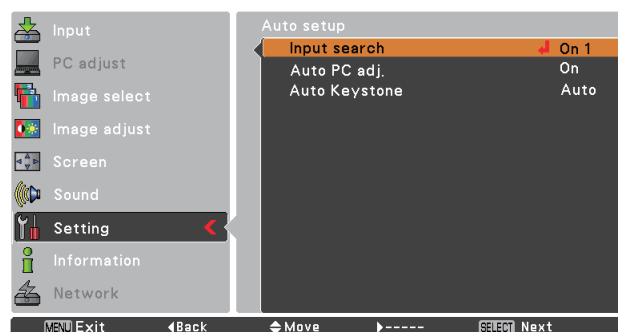 Input
PC adjust
Image select
Image adjust
Screen
Sound
Setting
Information
Network
Auto setup
Input search On 1
Auto PC adj. On
Auto Keystone Auto
MENU Exit Back Move ----- SELECT Next